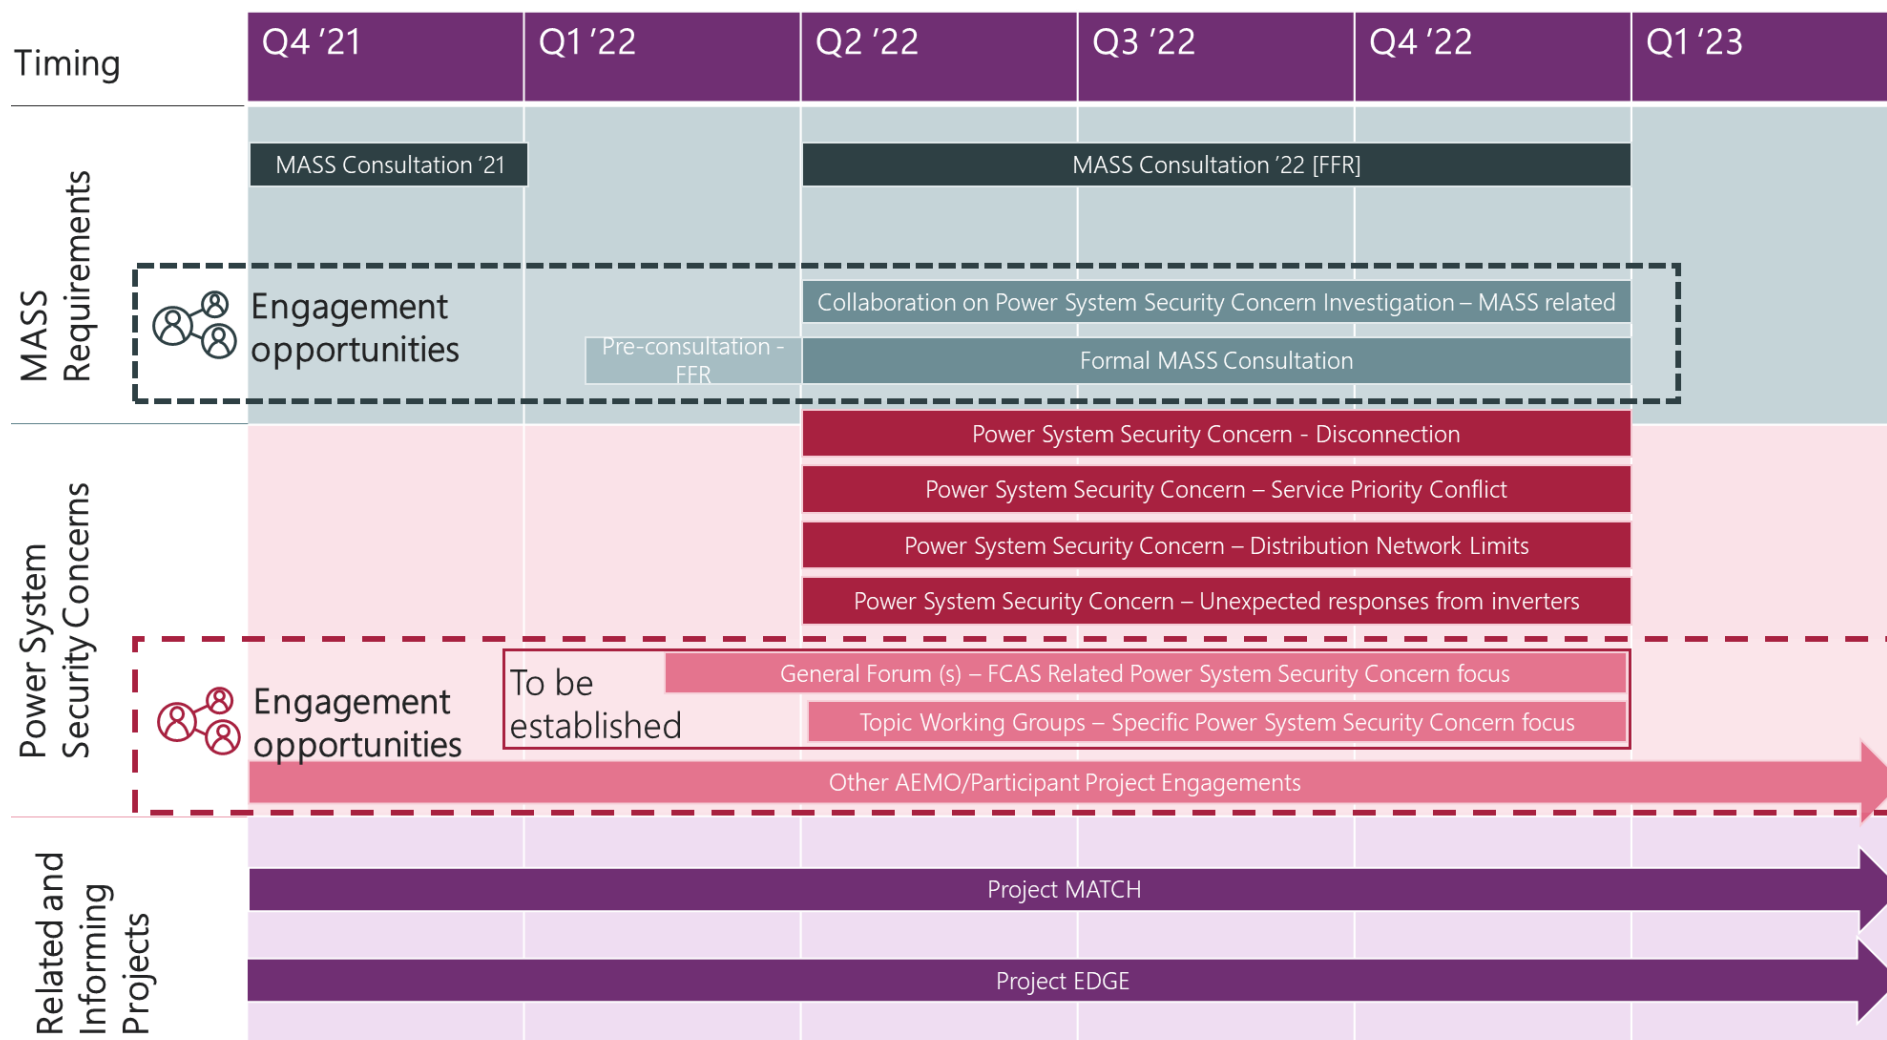 Timing
Q4 ‘21
Q1 ‘22
Q2 ’22
Q3 ’22
Q4 ’22
Q1 ’23
MASS
Requirements
MASS Consultation ‘21
MASS Consultation ’22 [FFR]
Engagement
opportunities
Collaboration on Power System Security Concern Investigation – MASS related
Pre-consultation -
FFR
Formal MASS Consultation
Power System
Security Concerns
Power System Security Concern - Disconnection
Power System Security Concern – Service Priority Conflict
Power System Security Concern – Distribution Network Limits
Power System Security Concern – Unexpected responses from inverters
Engagement
opportunities
To be
established
General Forum (s) – FCAS Related Power System Security Concern focus
Topic Working Groups – Specific Power System Security Concern focus
Other AEMO/Participant Project Engagements
Related and
Informing
Projects
Project MATCH
Project EDGE